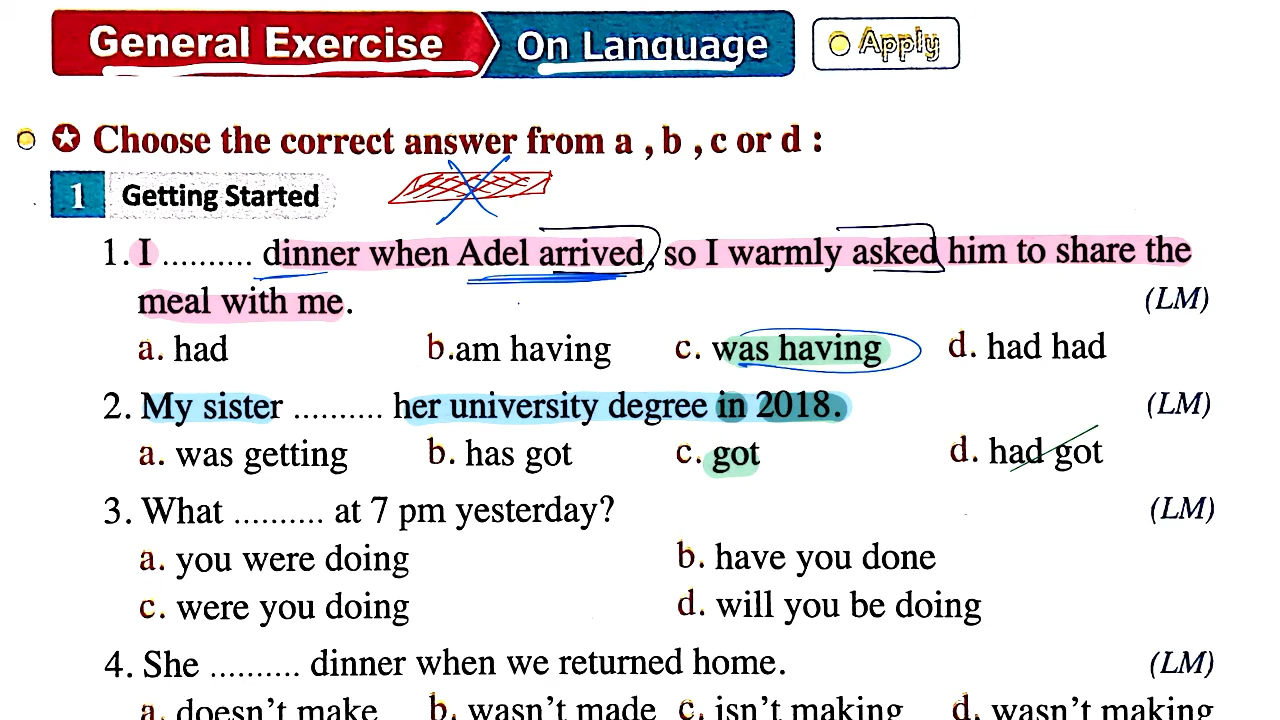 General Exercise On Language Apply
Choose the correct answer from a , b , c or d :
1 Getting Started
1. I .......... dinner when Adel arrived, so I warmly asked him to share the
meal with me. (LM)
a. had b.am having c. was having d. had had
2. My sister .......... her university degree in 2018. (LM)
a. was getting b. has got c. got d. had got
3. What .......... at 7 pm yesterday? (LM)
a. you were doing b. have you done
c. were you doing d. will you be doing
4. She .......... dinner when we returned home. (LM)
a. doesn't make b. wasn't made c. isn't making d. wasn't making